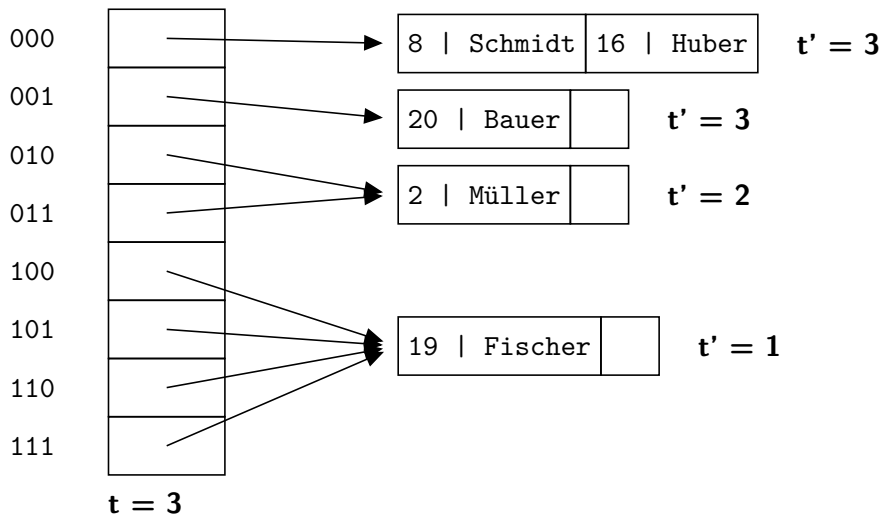 000
8 | Schmidt 16 | Huber t' = 3
001
20 | Bauer t' = 3
010
2 | Müller t' = 2
011
100
101
19 | Fischer t' = 1
110
111
t = 3